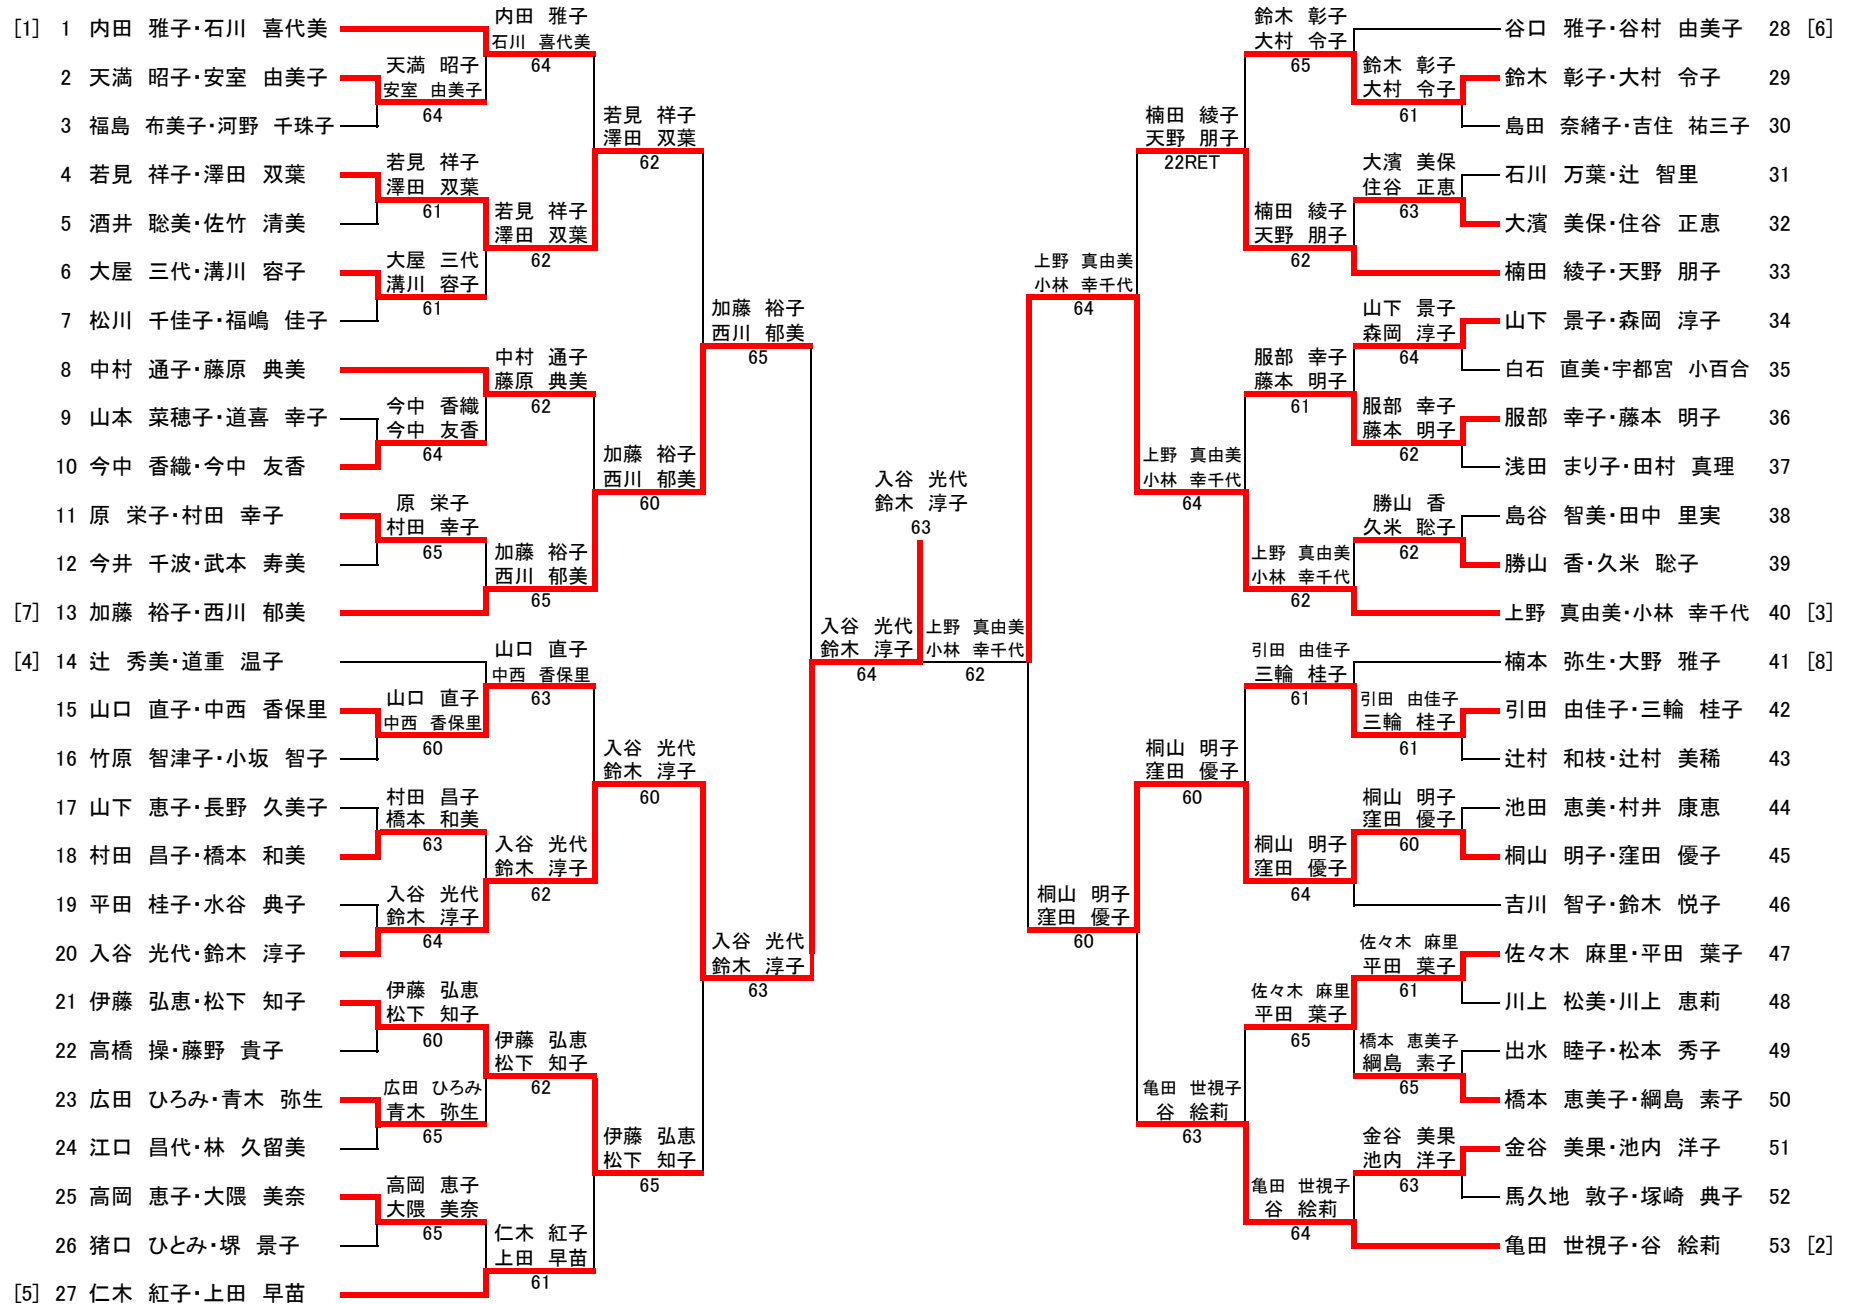 [1] 1 内田 雅子・石川 喜代美
2 天満 昭子・安室 由美子
3 福島 布美子・河野 千珠子
4 若見 祥子・澤田 双葉
5 酒井 聡美・佐竹 清美
6 大屋 三代・溝川 容子
7 松川 千佳子・福嶋 佳子
8 中村 通子・藤原 典美
9 山本 菜穂子・道喜 幸子
10 今中 香織・今中 友香
11 原 栄子・村田 幸子
12 今井 千波・武本 寿美
[7] 13 加藤 裕子・西川 郁美
[4] 14 辻 秀美・道重 温子
15 山口 直子・中西 香保里
16 竹原 智津子・小坂 智子
17 山下 恵子・長野 久美子
18 村田 昌子・橋本 和美
19 平田 桂子・水谷 典子
20 入谷 光代・鈴木 淳子
21 伊藤 弘恵・松下 知子
22 高橋 操・藤野 貴子
23 広田 ひろみ・青木 弥生
24 江口 昌代・林 久留美
25 高岡 恵子・大隈 美奈
26 猪口 ひとみ・堺 景子
[5] 27 仁木 紅子・上田 早苗
天満 昭子
安室 由美子
64
若見 祥子
澤田 双葉
61
大屋 三代
溝川 容子
61
今中 香織
今中 友香
64
原 栄子
村田 幸子
65
山口 直子
中西 香保里
60
村田 昌子
橋本 和美
63
入谷 光代
鈴木 淳子
64
伊藤 弘恵
松下 知子
60
広田 ひろみ
青木 弥生
65
高岡 恵子
大隈 美奈
65
内田 雅子
石川 喜代美
64
若見 祥子
澤田 双葉
62
中村 通子
藤原 典美
62
加藤 裕子
西川 郁美
65
山口 直子
中西 香保里
63
入谷 光代
鈴木 淳子
62
伊藤 弘恵
松下 知子
62
仁木 紅子
上田 早苗
61
若見 祥子
澤田 双葉
62
加藤 裕子
西川 郁美
60
入谷 光代
鈴木 淳子
60
伊藤 弘恵
松下 知子
65
加藤 裕子
西川 郁美
65
入谷 光代
鈴木 淳子
63
入谷 光代
鈴木 淳子
64
入谷 光代
鈴木 淳子
63
上野 真由美
小林 幸千代
62
上野 真由美
小林 幸千代
64
桐山 明子
窪田 優子
60
楠田 綾子
天野 朋子
22RET
上野 真由美
小林 幸千代
64
桐山 明子
窪田 優子
60
亀田 世視子
谷 絵莉
63
鈴木 彰子
大村 令子
65
楠田 綾子
天野 朋子
62
服部 幸子
藤本 明子
61
上野 真由美
小林 幸千代
62
引田 由佳子
三輪 桂子
61
桐山 明子
窪田 優子
64
佐々木 麻里
平田 葉子
65
亀田 世視子
谷 絵莉
64
鈴木 彰子
大村 令子
61
大濱 美保
住谷 正恵
63
山下 景子
森岡 淳子
64
服部 幸子
藤本 明子
62
勝山 香
久米 聡子
62
引田 由佳子
三輪 桂子
61
桐山 明子
窪田 優子
60
佐々木 麻里
平田 葉子
61
橋本 恵美子
綱島 素子
65
金谷 美果
池内 洋子
63
谷口 雅子・谷村 由美子 28 [6]
鈴木 彰子・大村 令子 29
島田 奈緒子・吉住 祐三子 30
石川 万葉・辻 智里 31
大濱 美保・住谷 正恵 32
楠田 綾子・天野 朋子 33
山下 景子・森岡 淳子 34
白石 直美・宇都宮 小百合 35
服部 幸子・藤本 明子 36
浅田 まり子・田村 真理 37
島谷 智美・田中 里実 38
勝山 香・久米 聡子 39
上野 真由美・小林 幸千代 40 [3]
楠本 弥生・大野 雅子 41 [8]
引田 由佳子・三輪 桂子 42
辻村 和枝・辻村 美稀 43
池田 恵美・村井 康恵 44
桐山 明子・窪田 優子 45
吉川 智子・鈴木 悦子 46
佐々木 麻里・平田 葉子 47
川上 松美・川上 恵莉 48
出水 睦子・松本 秀子 49
橋本 恵美子・綱島 素子 50
金谷 美果・池内 洋子 51
馬久地 敦子・塚崎 典子 52
亀田 世視子・谷 絵莉 53 [2]